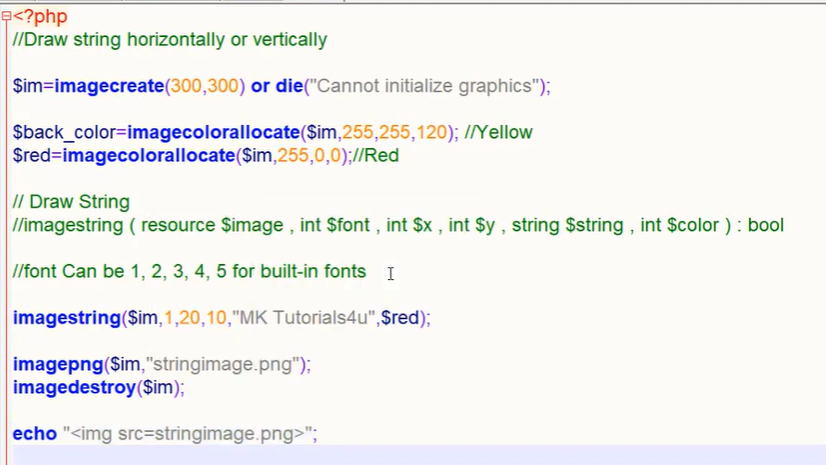 <?php
//Draw string horizontally or vertically
$im=imagecreate(300,300) or die("Cannot initialize graphics");
$back_color=imagecolorallocate($im,255,255,120); //Yellow
$red=imagecolorallocate($im,255,0,0);//Red
// Draw String
//imagestring ( resource $image , int $font , int $x , int $y , string $string , int $color ) : bool
//font Can be 1, 2, 3, 4, 5 for built-in fonts
imagestring($im,1,20,10,"MK Tutorials4u",$red);
imagepng($im,"stringimage.png");
imagedestroy($im);
echo "<img src=stringimage.png>";